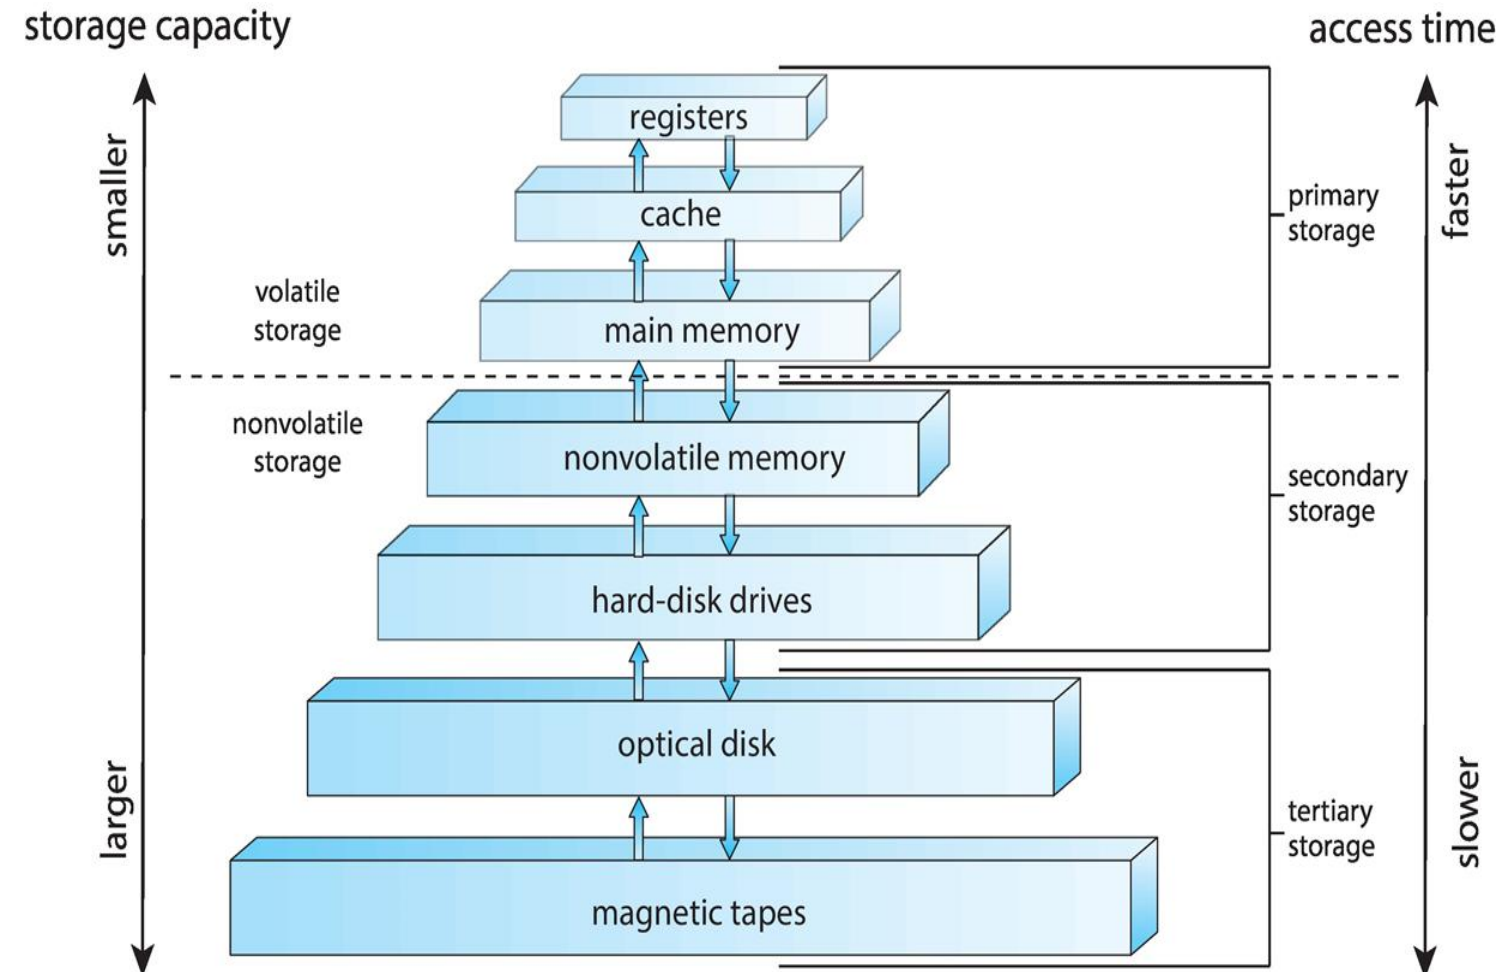 storage capacity
access time
registers
smaller
faster
cache
primary
storage
volatile
storage
main memory
nonvolatile
storage
nonvolatile memory
secondary
storage
hard-disk drives
optical disk
larger
slower
tertiary
storage
magnetic tapes